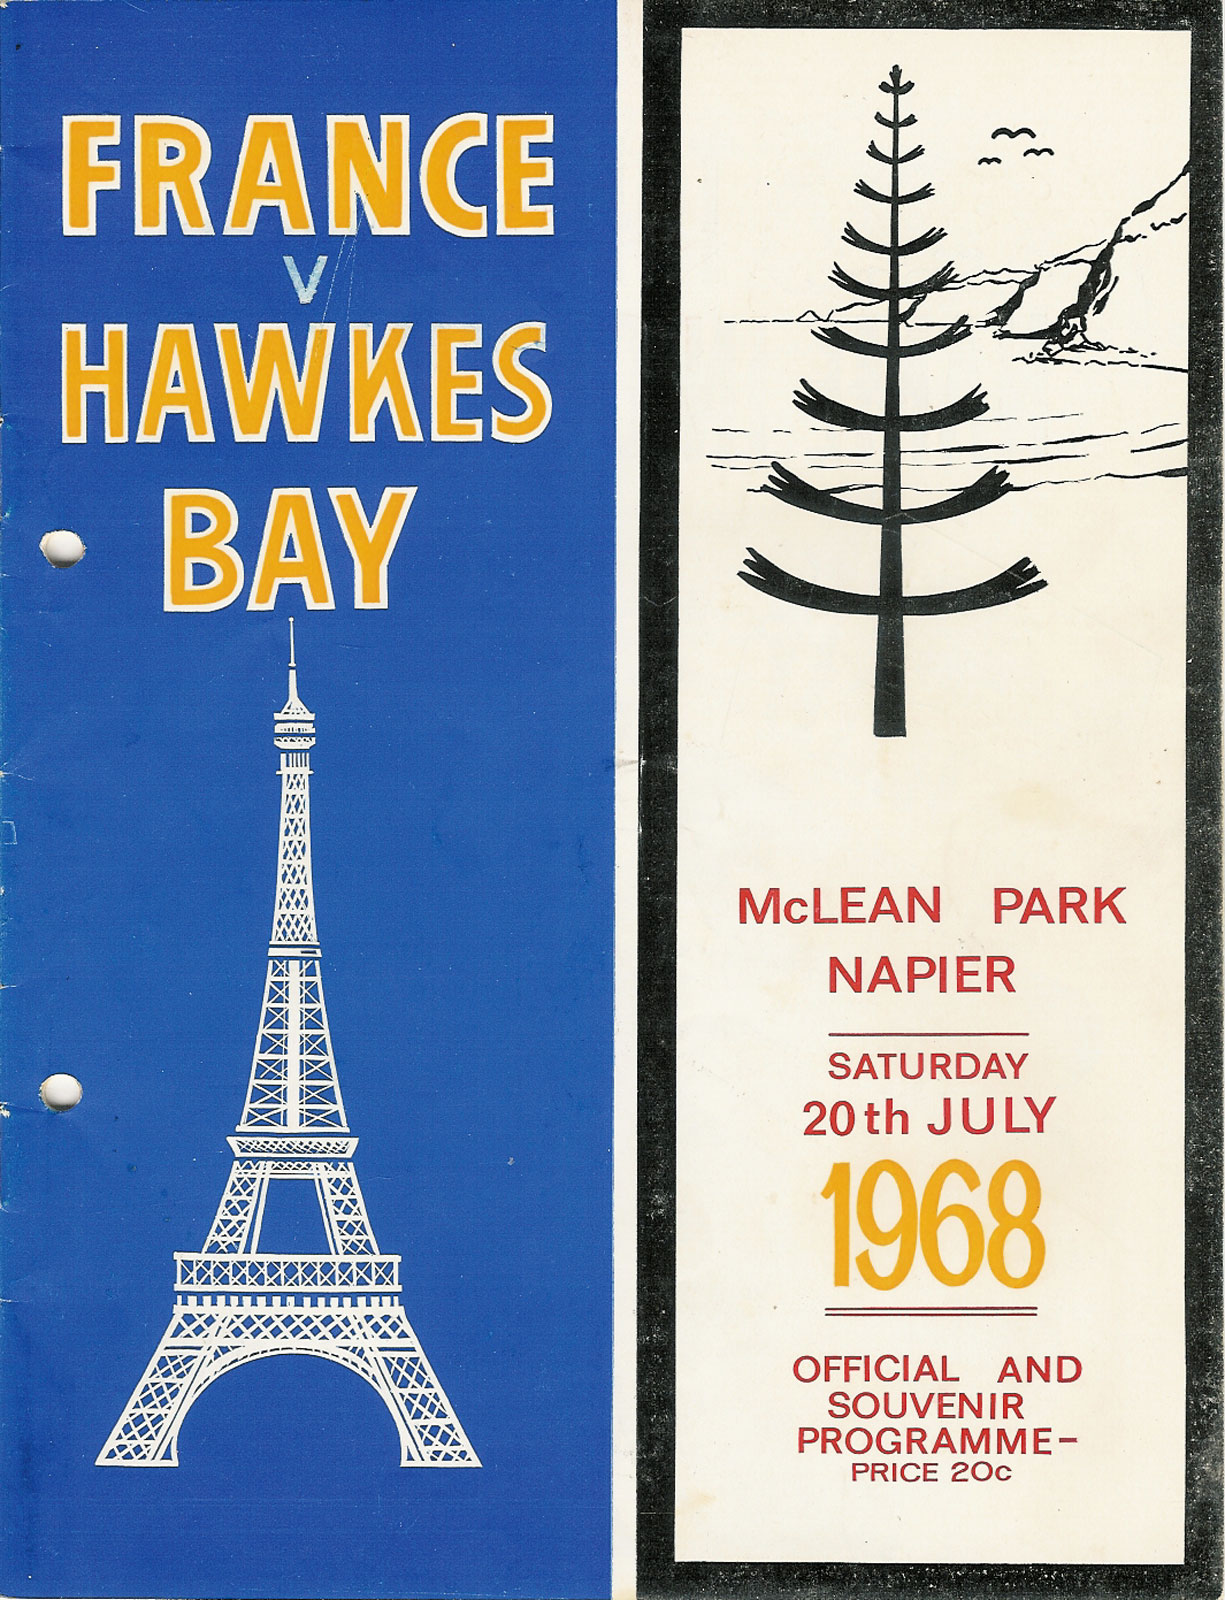 FRANCE
V
HAWKES
BAY
McLEAN PARK
NAPIER
SATURDAY
20th JULY
1968
OFFICIAL AND
SOUVENIR
PROGRAMME–
PRICE 20c